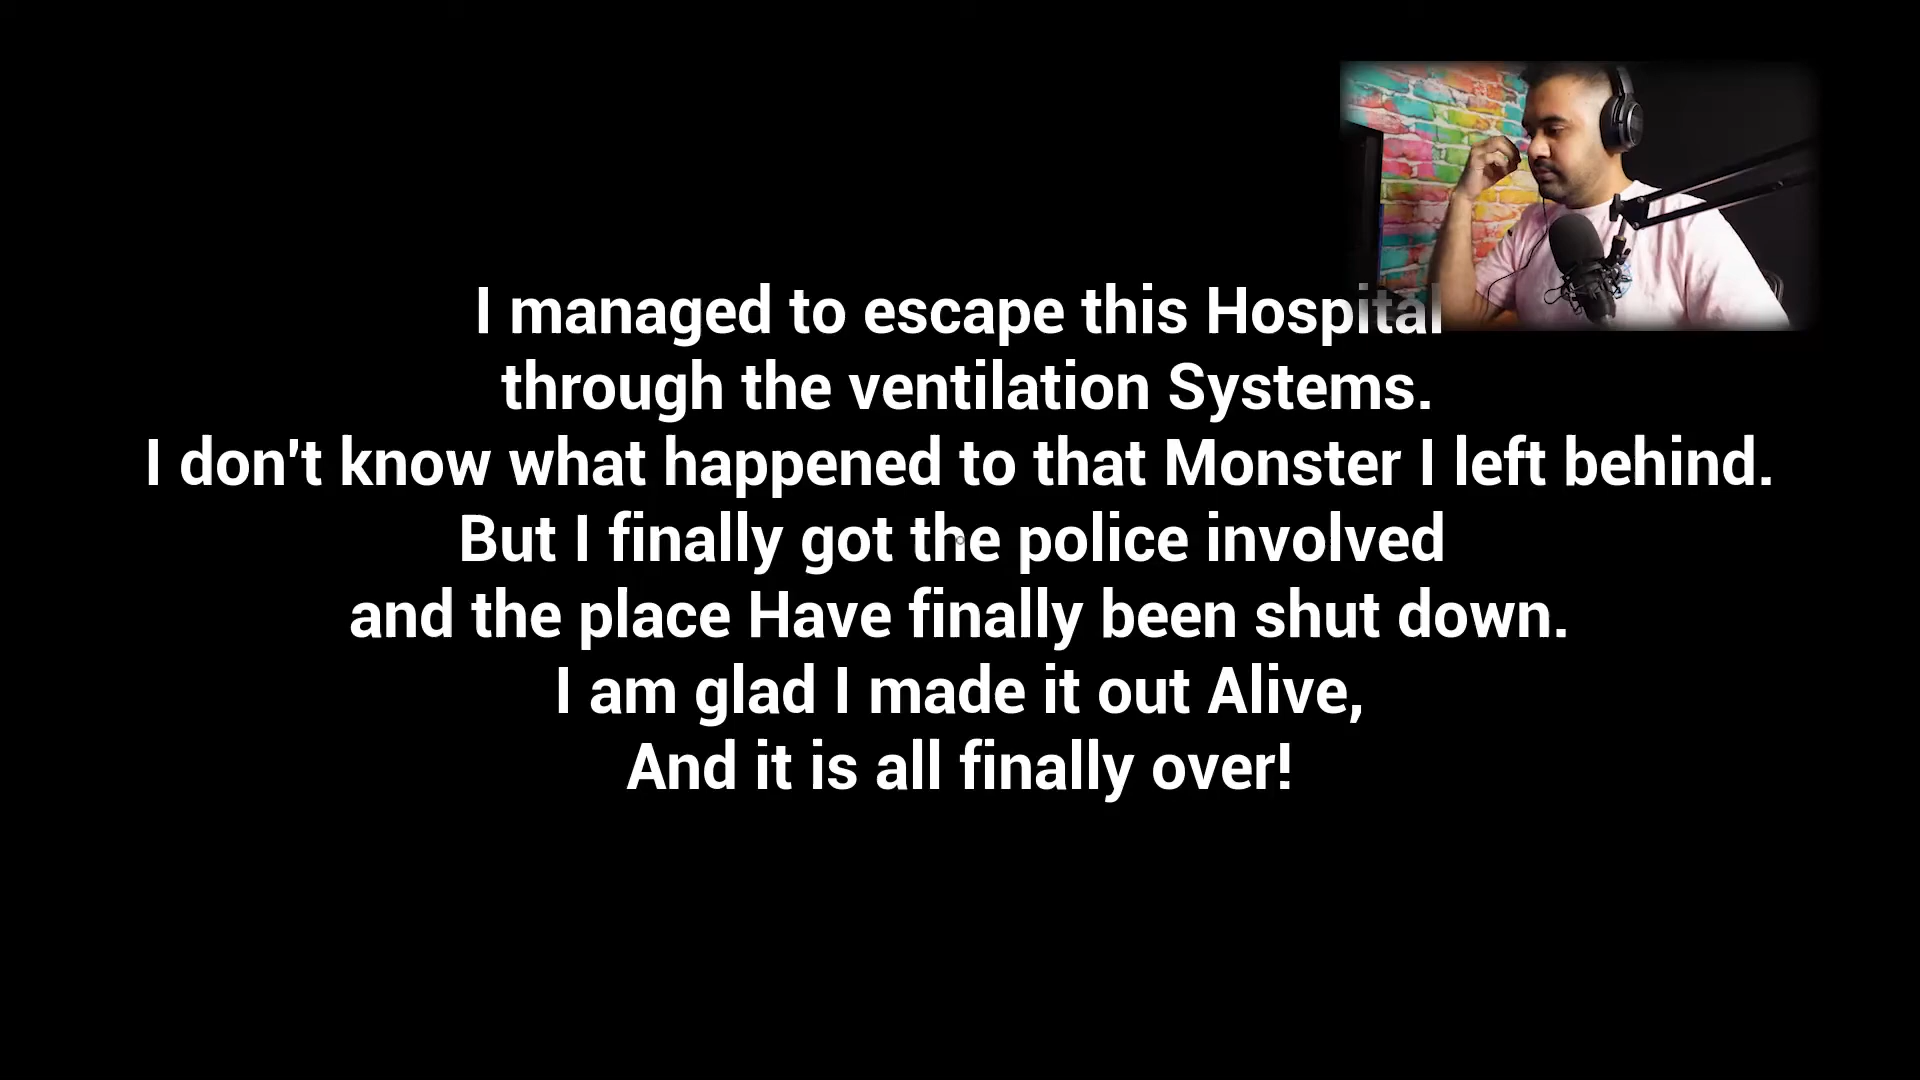 I managed to escape this Hospital
through the ventilation Systems.
I don't know what happened to that Monster I left behind.
But I finally got the police involved
and the place Have finally been shut down.
I am glad I made it out Alive,
And it is all finally over!